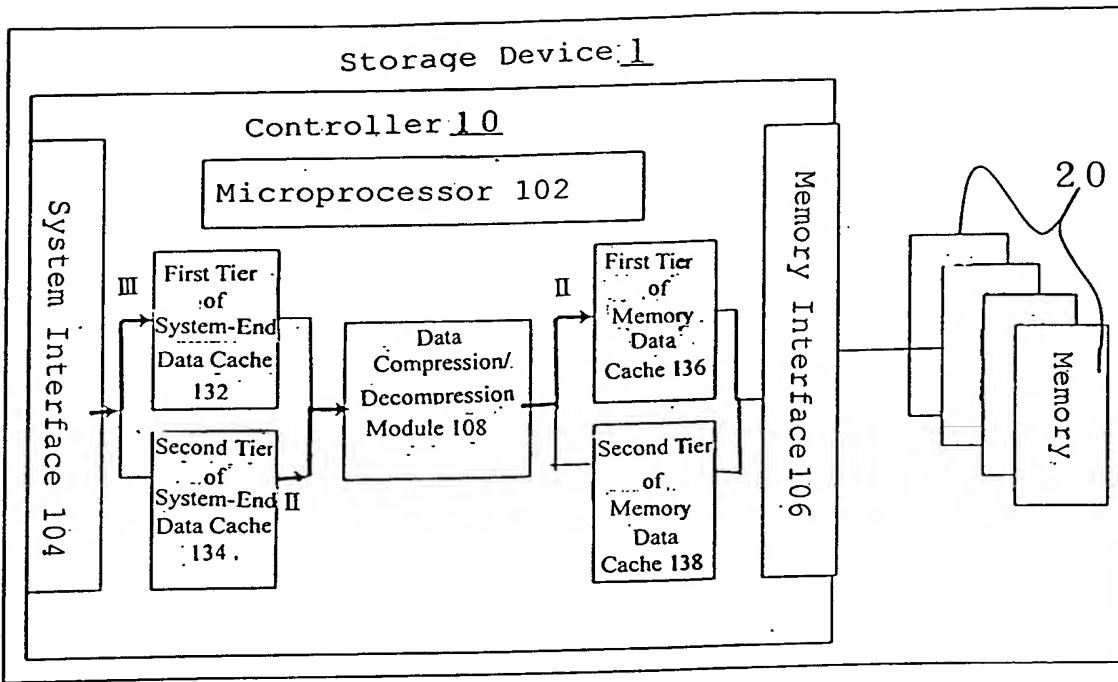 Storage Device 1
Controller 10
Microprocessor 102
System Interface 104
III
First Tier
of
System-End
Data Cache
132
Second Tier
of
System-End
Data Cache
134
II
Data
Compression/
Decompression
Module 108
II
First Tier
of
Memory
Data
Cache 136
Second Tier
of
Memory
Data
Cache 138
Memory Interface 106
20
Memory